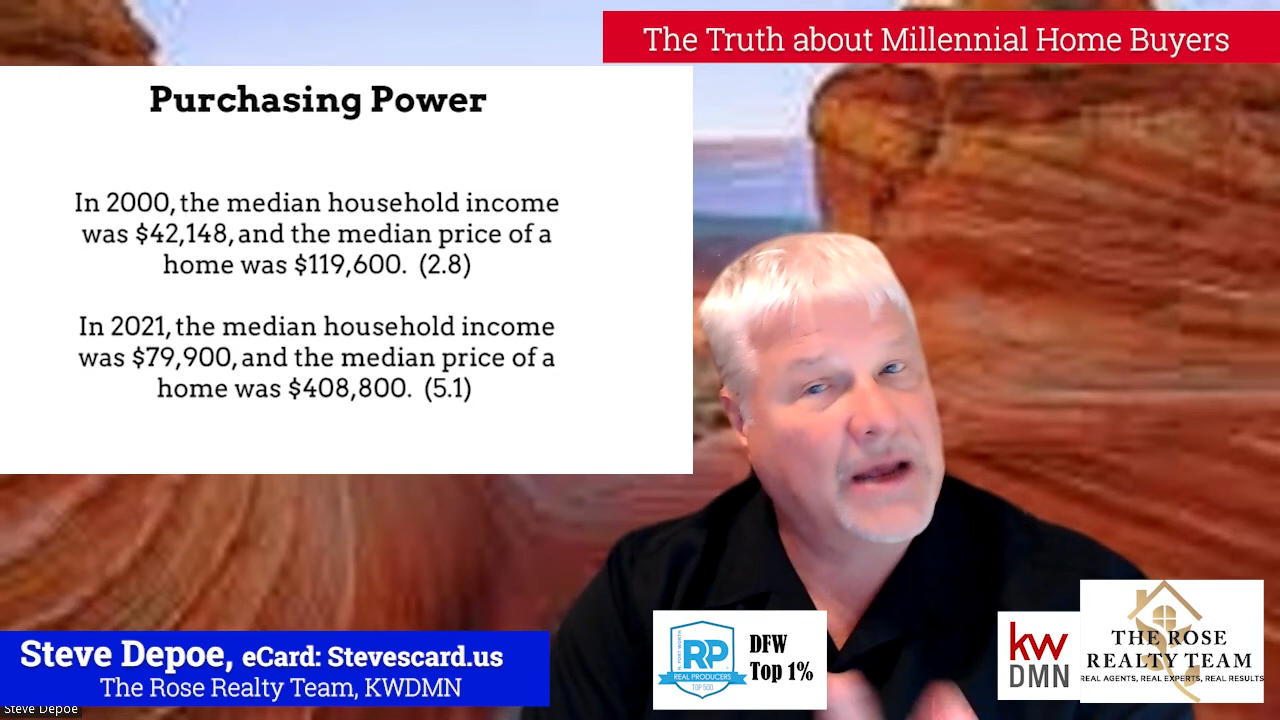 The Truth about Millennial Home Buyers
Purchasing Power
In 2000, the median household income
was $42,148, and the median price of a
home was $119,600. (2.8)
In 2021, the median household income
was $79,900, and the median price of a
home was $408,800. (5.1)
Steve Depoe, eCard: Stevescard.us
The Rose Realty Team, KWDMN
Steve Depoe
N. FORT WORTH
RP
REAL PRODUCERS
TOP 500
DFW
Top 1%
kw
DMN
THE ROSE
REALTY TEAM
REAL AGENTS, REAL EXPERTS, REAL RESULTS